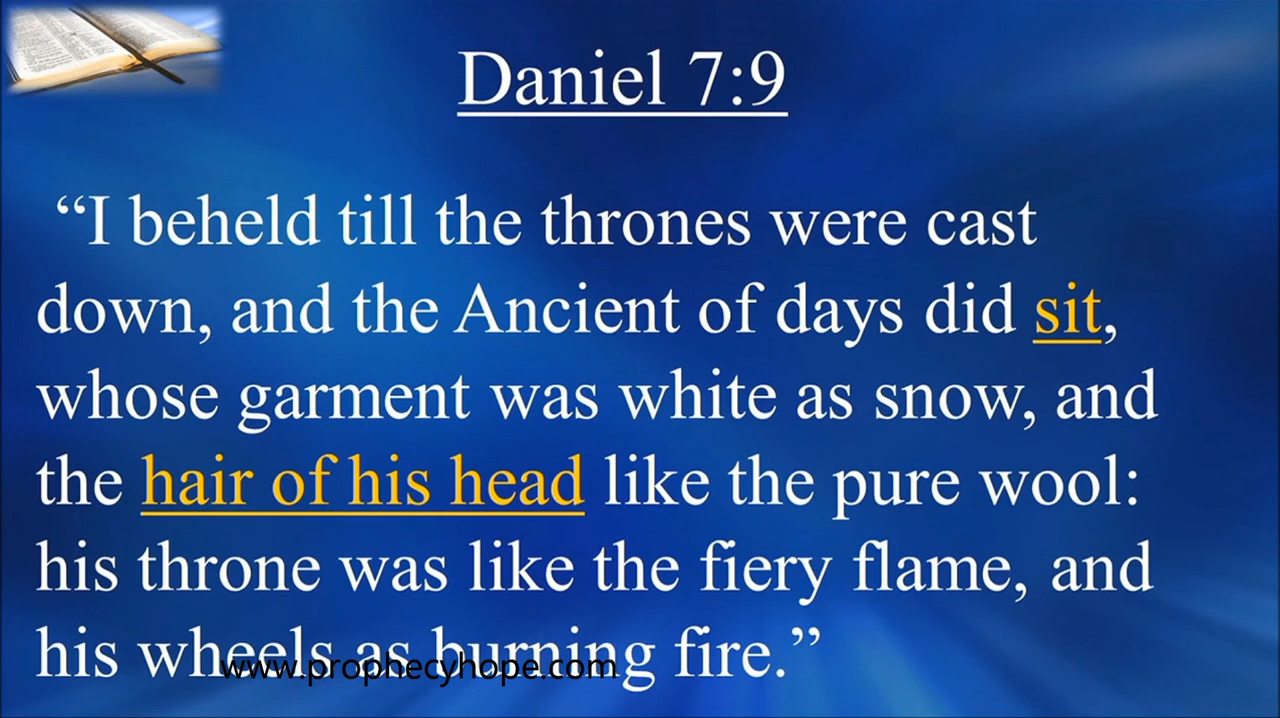 Daniel 7:9
“I beheld till the thrones were cast
down, and the Ancient of days did sit,
whose garment was white as snow, and
the hair of his head like the pure wool:
his throne was like the fiery flame, and
his wheels as burning fire.”
www.prophecyhope.com